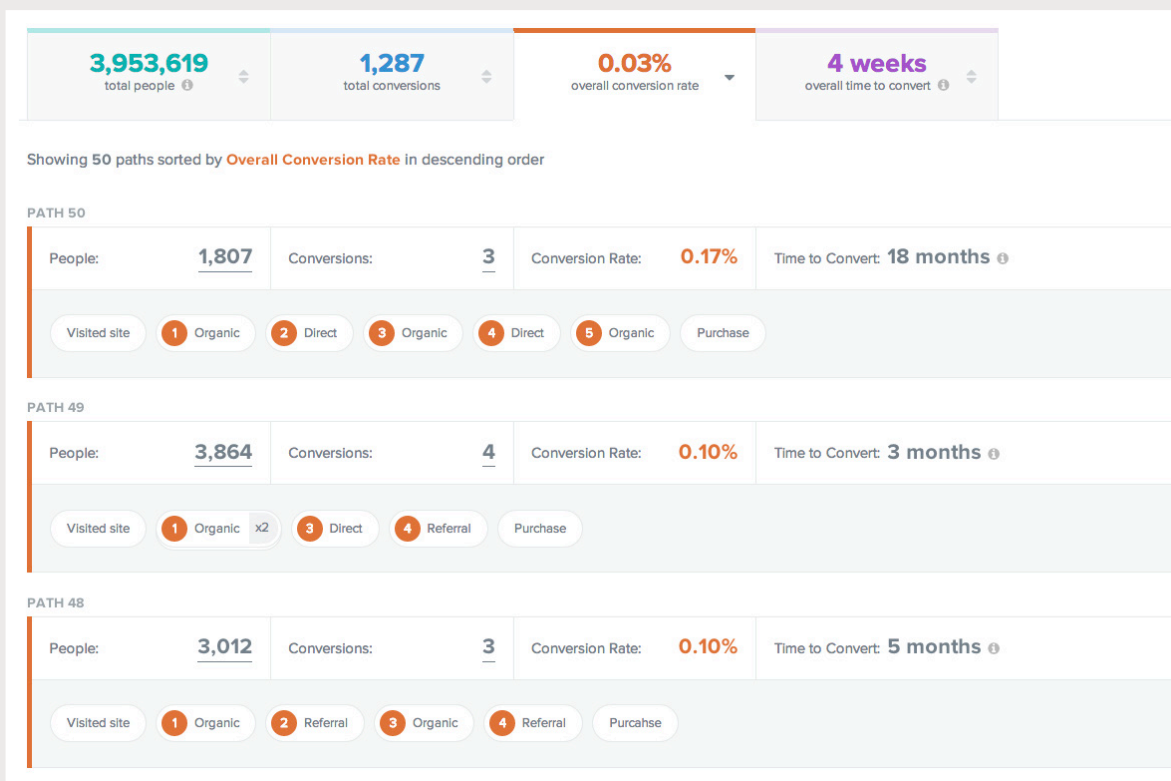 3,953,619 1,287 0.03% 4 weeks
total people total conversions overall conversion rate overall time to convert
Showing 50 paths sorted by Overall Conversion Rate in descending order
PATH 50
People: 1,807 Conversions: 3 Conversion Rate: 0.17% Time to Convert: 18 months
Visited site 1 Organic 2 Direct 3 Organic 4 Direct 5 Organic Purchase
PATH 49
People: 3,864 Conversions: 4 Conversion Rate: 0.10% Time to Convert: 3 months
Visited site 1 Organic x2 3 Direct 4 Referral Purchase
PATH 48
People: 3,012 Conversions: 3 Conversion Rate: 0.10% Time to Convert: 5 months
Visited site 1 Organic 2 Referral 3 Organic 4 Referral Purcahse